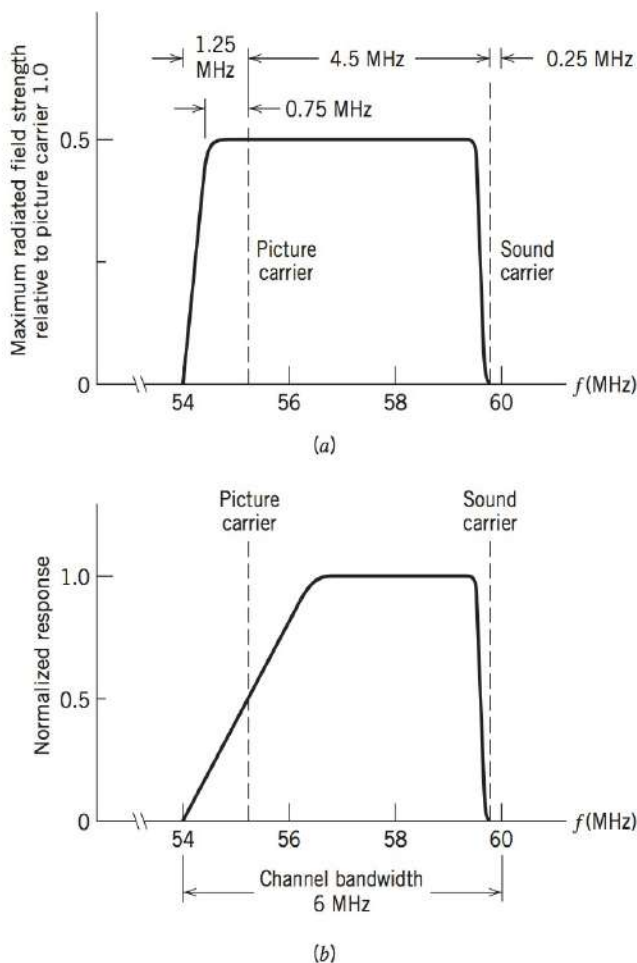 Maximum radiated field strength
relative to picture carrier 1.0
1.25
MHz
4.5 MHz
0.25 MHz
0.75 MHz
0.5
Picture
carrier
Sound
carrier
0
54
56
58
60
f(MHz)
(a)
Picture
carrier
Sound
carrier
Normalized response
1.0
0.5
0
54
56
58
60
f(MHz)
Channel bandwidth
6 MHz
(b)